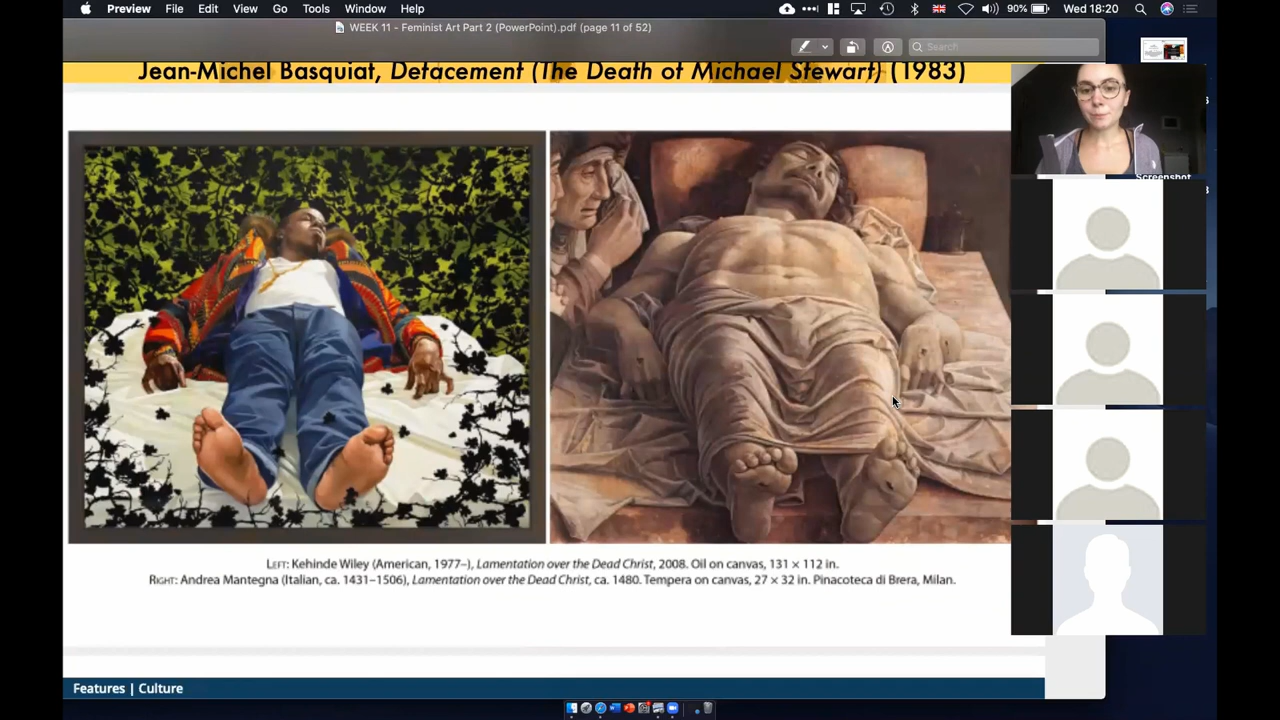 Preview File Edit View Go Tools Window Help 90% Wed 18:20
WEEK 11 - Feminist Art Part 2 (PowerPoint).pdf (page 11 of 52)
Search
Jean-Michel Basquiat, Defacement (The Death of Michael Stewart) (1983)
Screenshot
LEFT: Kehinde Wiley (American, 1977–), Lamentation over the Dead Christ, 2008. Oil on canvas, 131 × 112 in.
RIGHT: Andrea Mantegna (Italian, ca. 1431–1506), Lamentation over the Dead Christ, ca. 1480. Tempera on canvas, 27 × 32 in. Pinacoteca di Brera, Milan.
Features | Culture